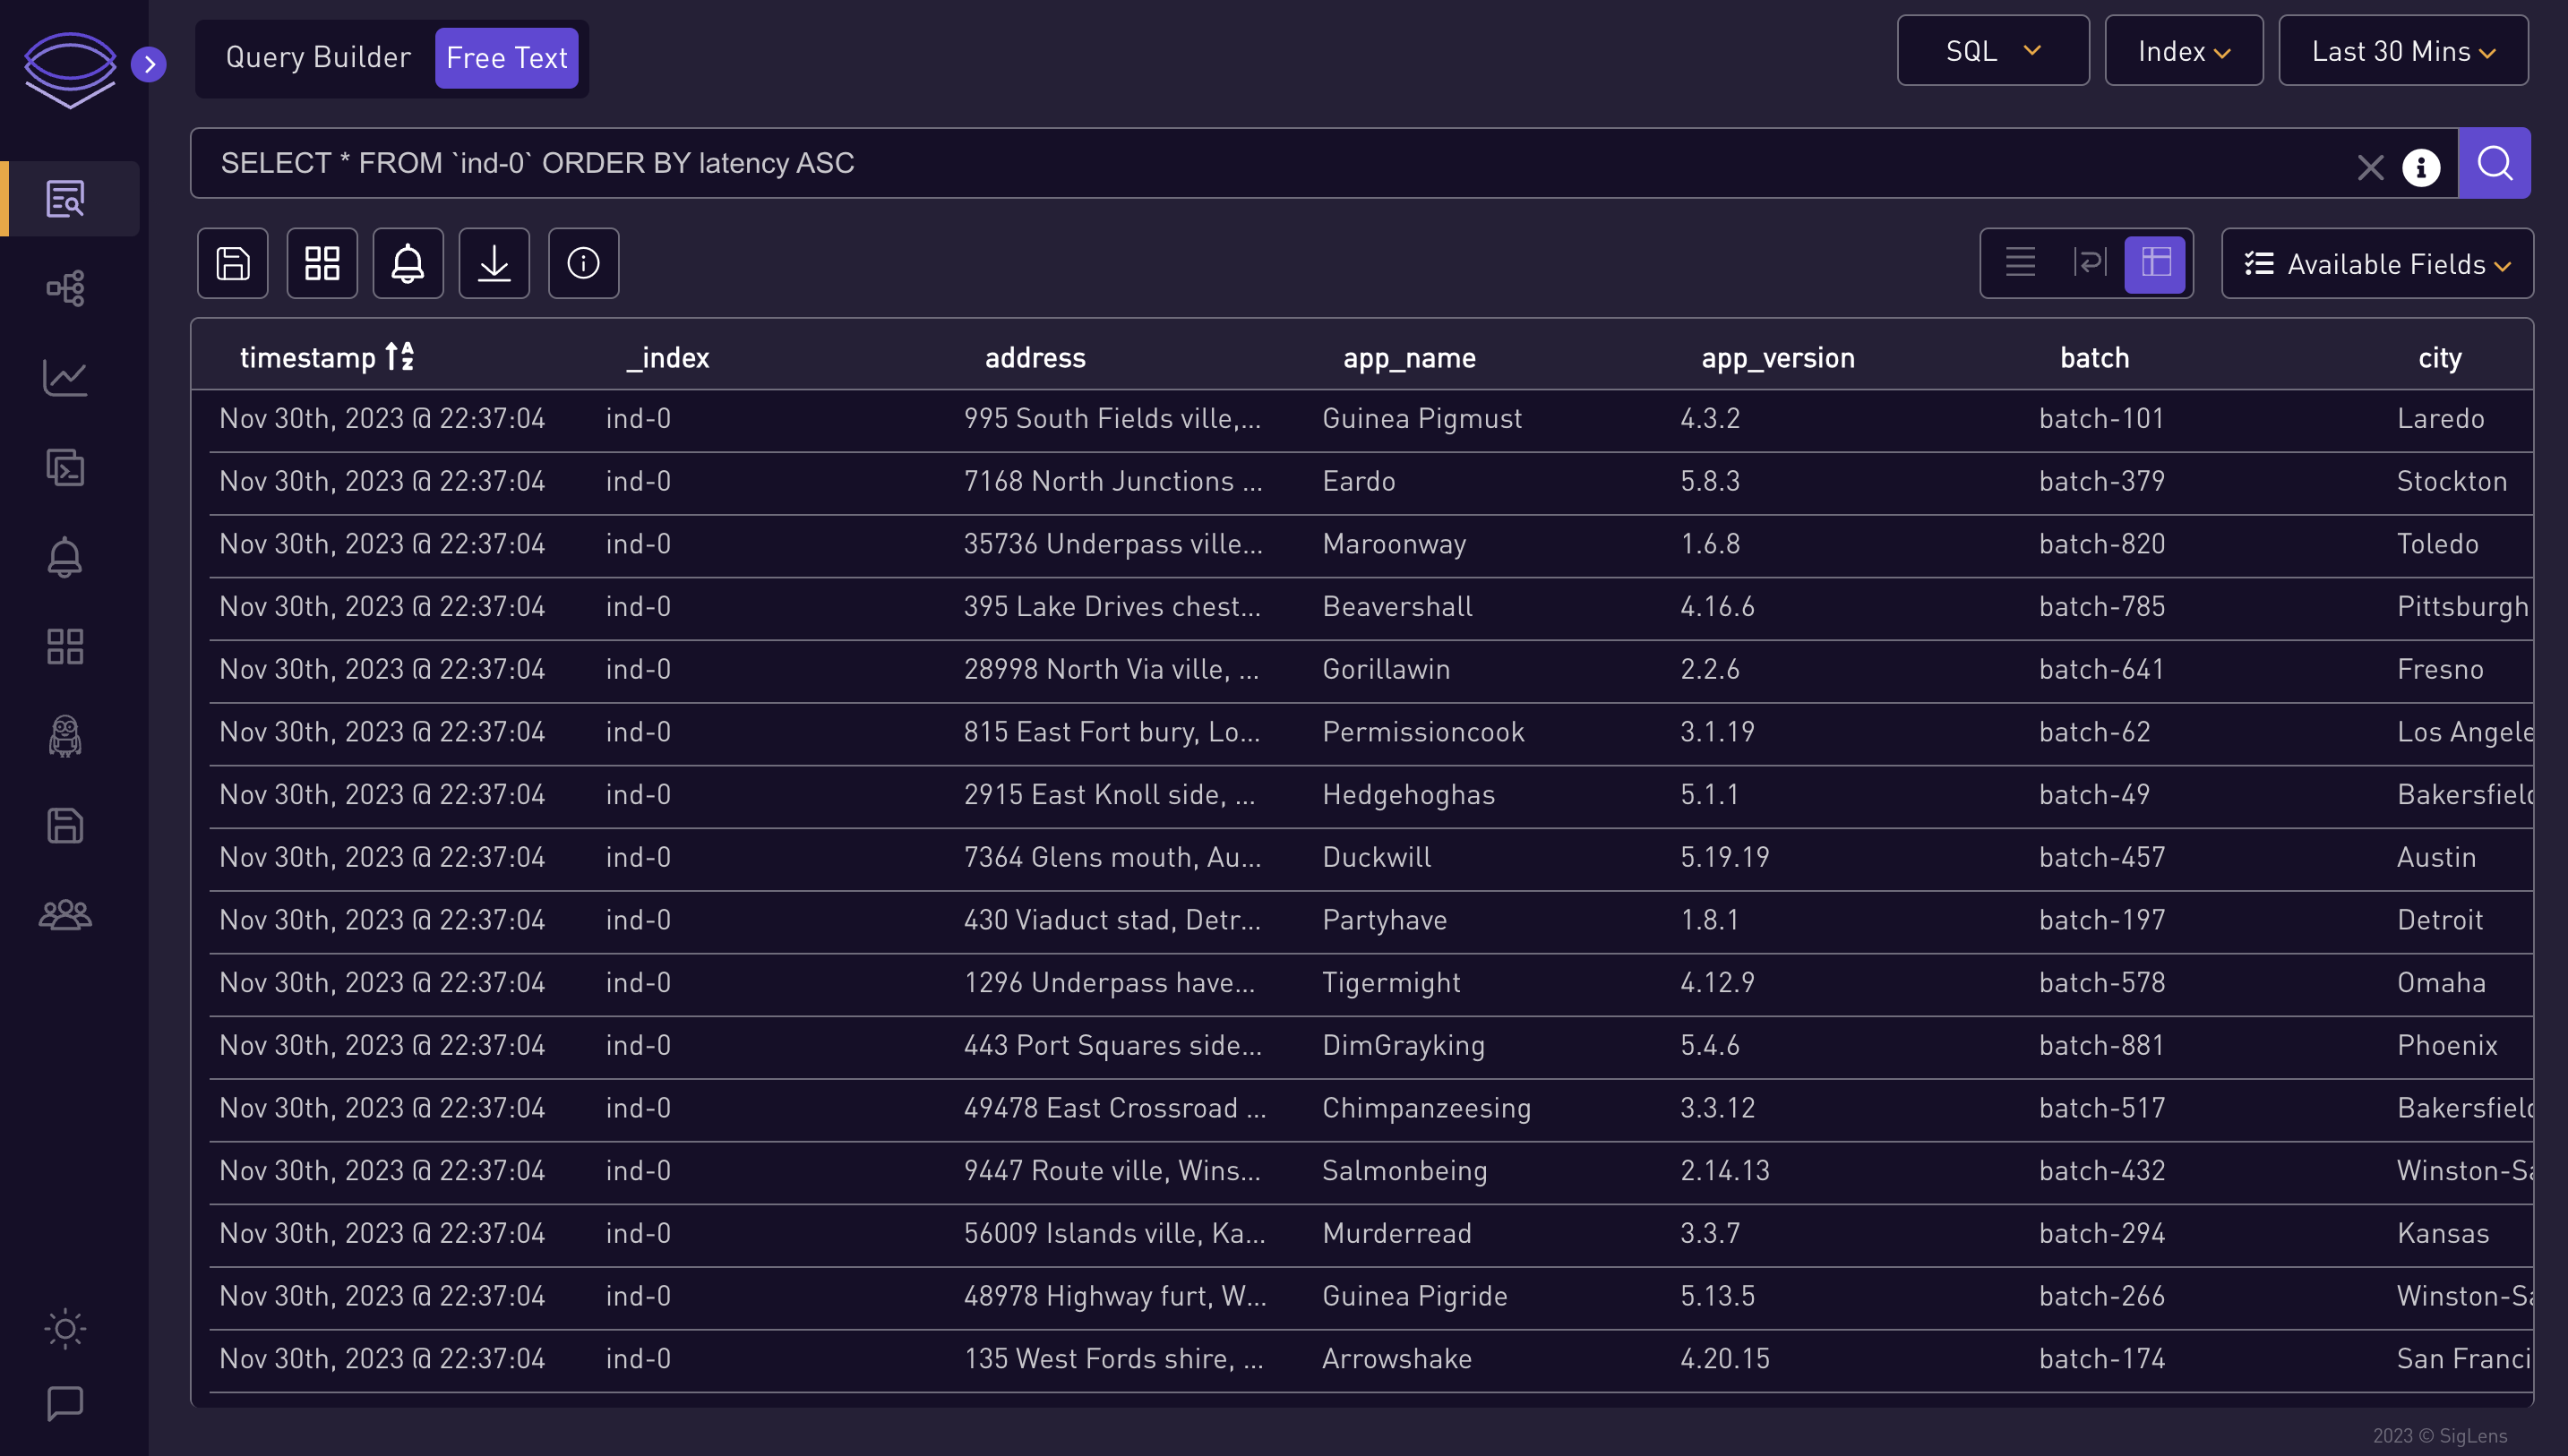 Query Builder Free Text SQL Index Last 30 Mins
SELECT * FROM `ind-0` ORDER BY latency ASC
Available Fields
timestamp _index address app_name app_version batch city
Nov 30th, 2023 @ 22:37:04 ind-0 995 South Fields ville,... Guinea Pigmust 4.3.2 batch-101 Laredo
Nov 30th, 2023 @ 22:37:04 ind-0 7168 North Junctions ... Eardo 5.8.3 batch-379 Stockton
Nov 30th, 2023 @ 22:37:04 ind-0 35736 Underpass ville... Maroonway 1.6.8 batch-820 Toledo
Nov 30th, 2023 @ 22:37:04 ind-0 395 Lake Drives chest... Beavershall 4.16.6 batch-785 Pittsburgh
Nov 30th, 2023 @ 22:37:04 ind-0 28998 North Via ville, ... Gorillawin 2.2.6 batch-641 Fresno
Nov 30th, 2023 @ 22:37:04 ind-0 815 East Fort bury, Lo... Permissioncook 3.1.19 batch-62 Los Angele
Nov 30th, 2023 @ 22:37:04 ind-0 2915 East Knoll side, ... Hedgehoghas 5.1.1 batch-49 Bakersfield
Nov 30th, 2023 @ 22:37:04 ind-0 7364 Glens mouth, Au... Duckwill 5.19.19 batch-457 Austin
Nov 30th, 2023 @ 22:37:04 ind-0 430 Viaduct stad, Detr... Partyhave 1.8.1 batch-197 Detroit
Nov 30th, 2023 @ 22:37:04 ind-0 1296 Underpass have... Tigermight 4.12.9 batch-578 Omaha
Nov 30th, 2023 @ 22:37:04 ind-0 443 Port Squares side... DimGrayking 5.4.6 batch-881 Phoenix
Nov 30th, 2023 @ 22:37:04 ind-0 49478 East Crossroad ... Chimpanzeesing 3.3.12 batch-517 Bakersfield
Nov 30th, 2023 @ 22:37:04 ind-0 9447 Route ville, Wins... Salmonbeing 2.14.13 batch-432 Winston-Sa
Nov 30th, 2023 @ 22:37:04 ind-0 56009 Islands ville, Ka... Murderread 3.3.7 batch-294 Kansas
Nov 30th, 2023 @ 22:37:04 ind-0 48978 Highway furt, W... Guinea Pigride 5.13.5 batch-266 Winston-Sa
Nov 30th, 2023 @ 22:37:04 ind-0 135 West Fords shire, ... Arrowshake 4.20.15 batch-174 San Franci
2023 © SigLens